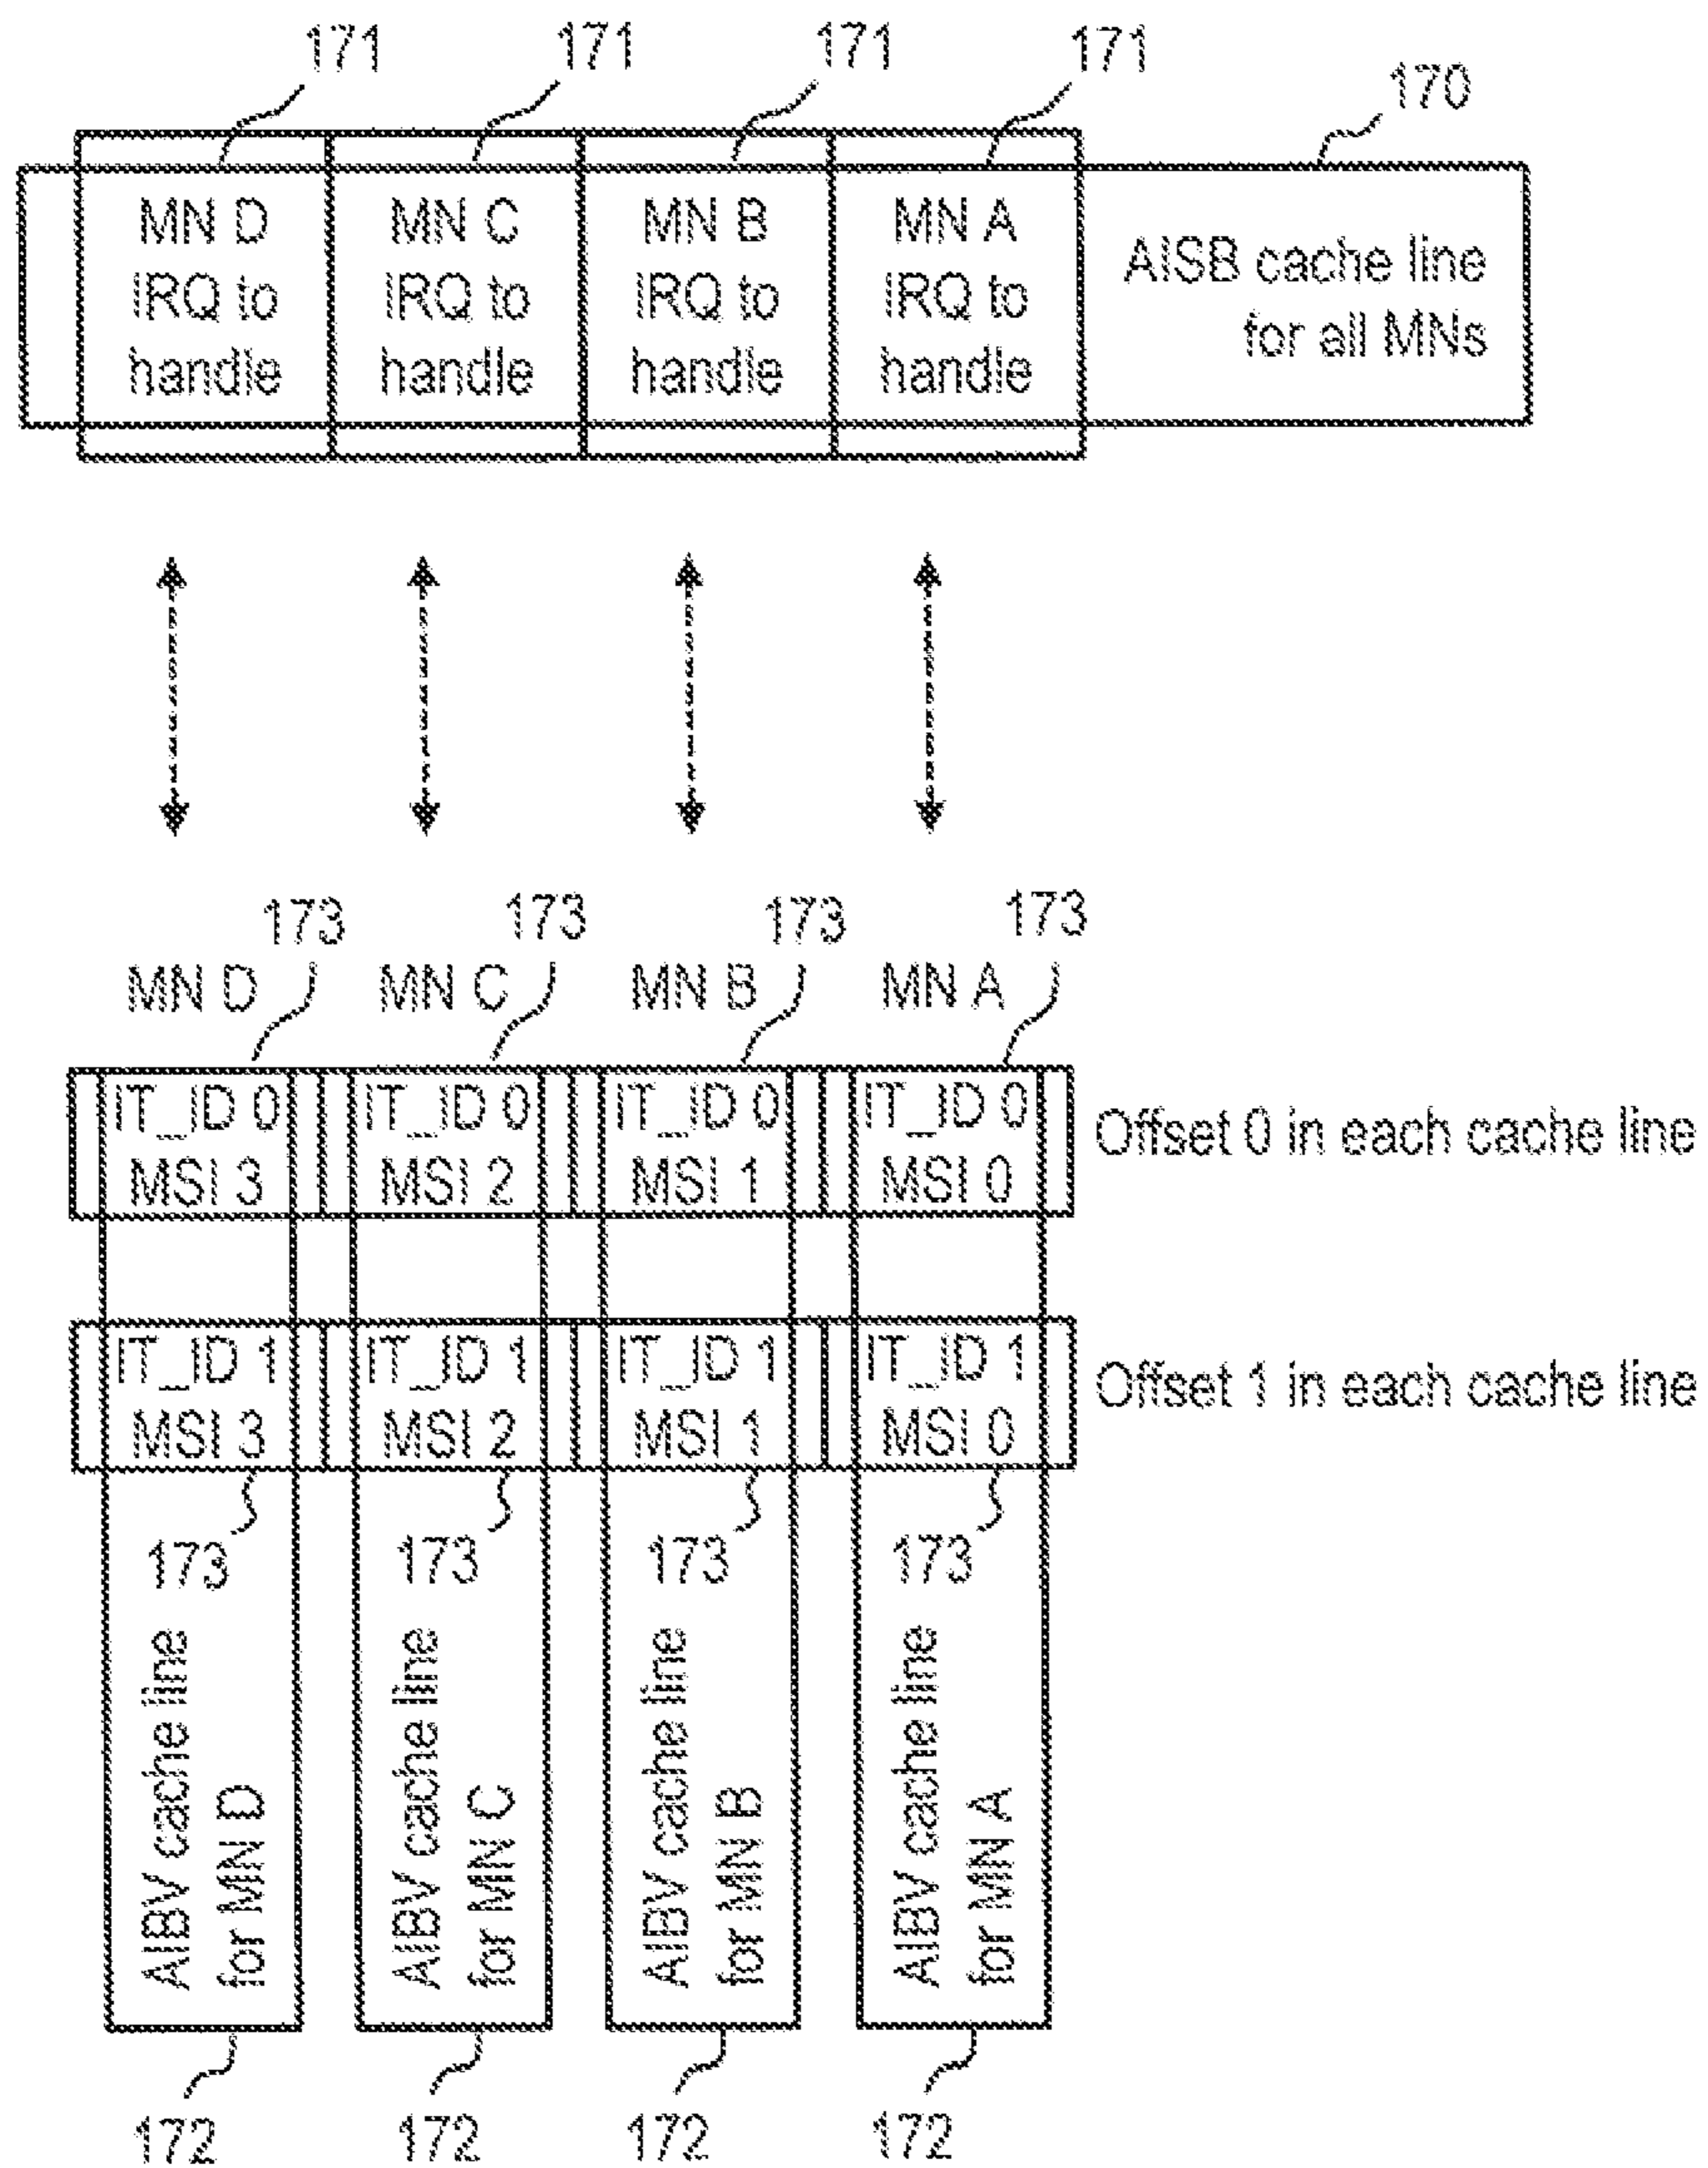 171 171 171 171 170
MN D
IRQ to
handle
MN C
IRQ to
handle
MN B
IRQ to
handle
MN A
IRQ to
handle
AISB cache line
for all MNs
173 173 173 173
MN D MN C MN B MN A
IT_ID 0
MSI 3
IT_ID 0
MSI 2
IT_ID 0
MSI 1
IT_ID 0
MSI 0
Offset 0 in each cache line
IT_ID 1
MSI 3
IT_ID 1
MSI 2
IT_ID 1
MSI 1
IT_ID 1
MSI 0
Offset 1 in each cache line
173 173 173 173
AIBV cache line
for MN D
AIBV cache line
for MN C
AIBV cache line
for MN B
AIBV cache line
for MN A
172 172 172 172